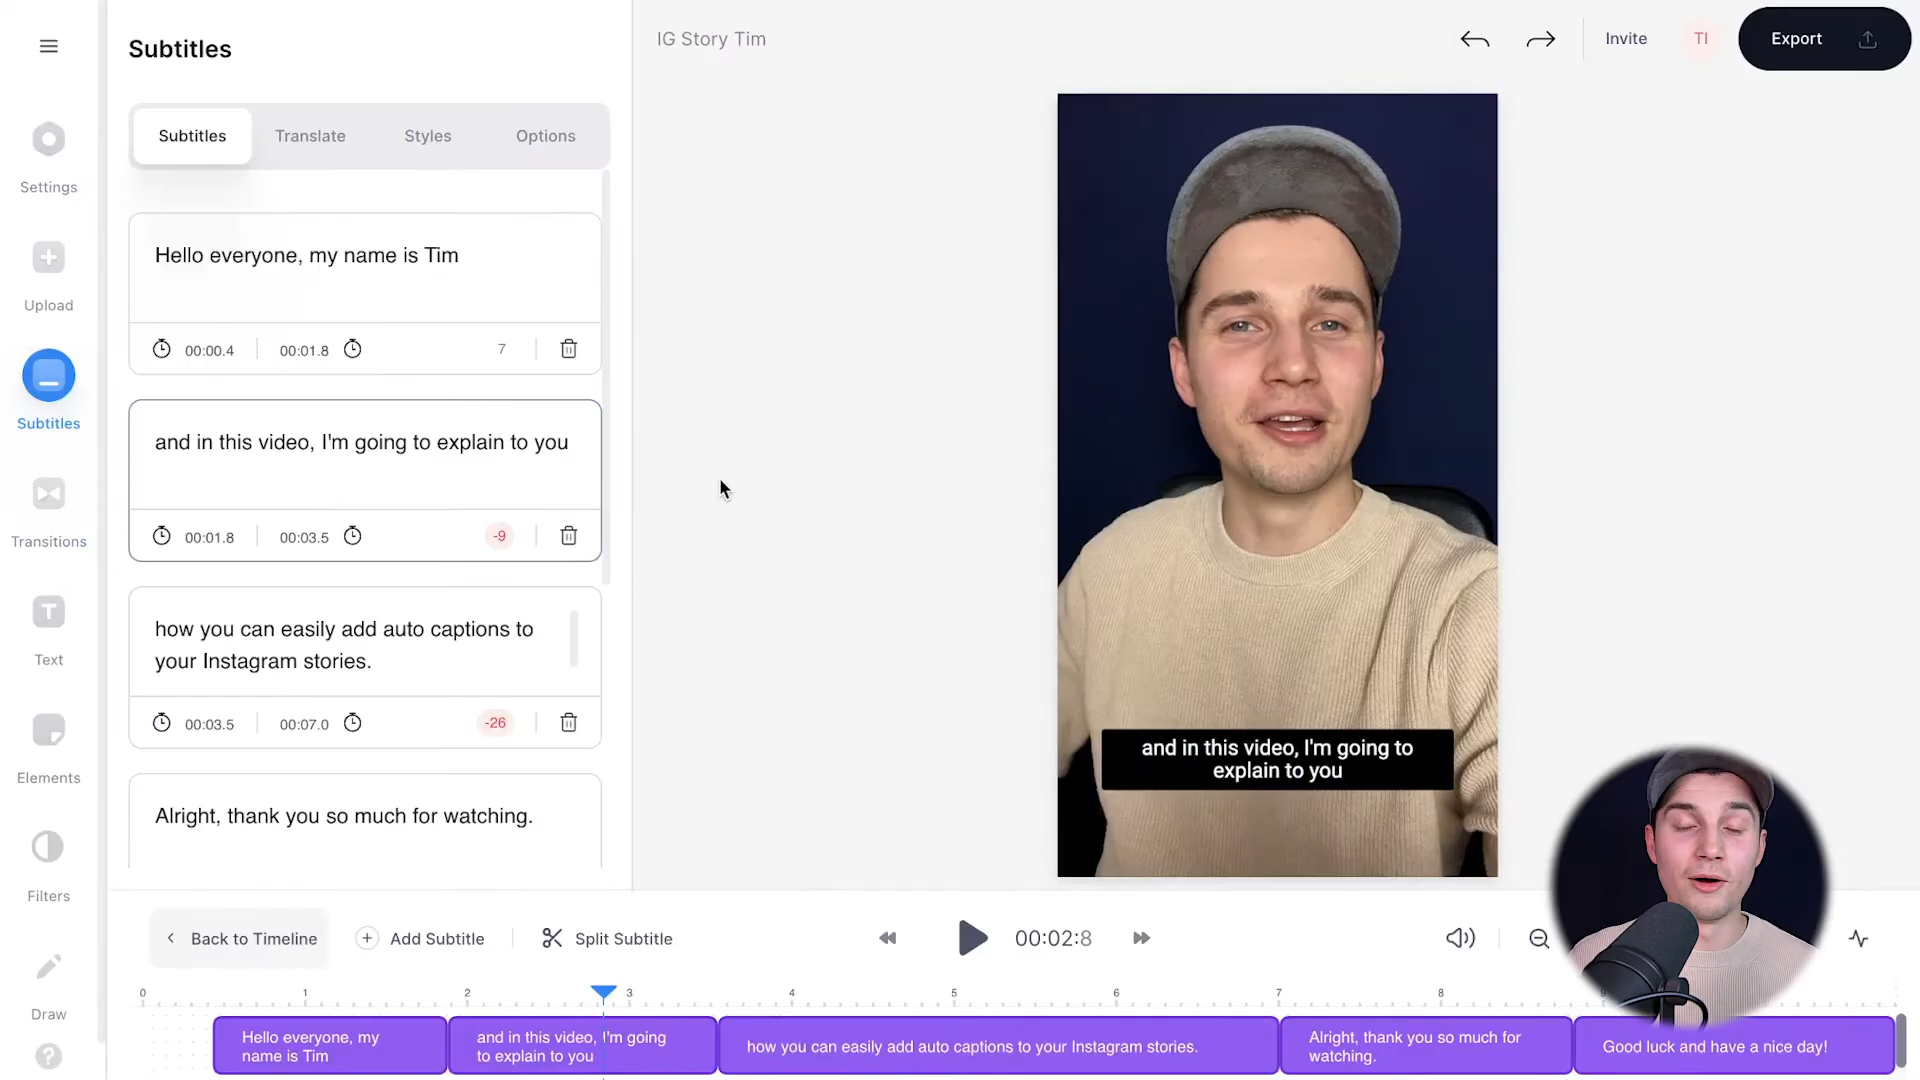 Subtitles
IG Story Tim
Invite
TI
Export
Settings
Upload
Subtitles
Transitions
Text
Elements
Filters
Draw
Subtitles
Translate
Styles
Options
Hello everyone, my name is Tim
00:00.4
00:01.8
7
and in this video, I'm going to explain to you
00:01.8
00:03.5
-9
how you can easily add auto captions to
your Instagram stories.
00:03.5
00:07.0
-26
Alright, thank you so much for watching.
and in this video, I'm going to
explain to you
Back to Timeline
Add Subtitle
Split Subtitle
00:02:8
0 1 2 3 4 5 6 7 8
Hello everyone, my
name is Tim
and in this video, I'm going
to explain to you
how you can easily add auto captions to your Instagram stories.
Alright, thank you so much for
watching.
Good luck and have a nice day!